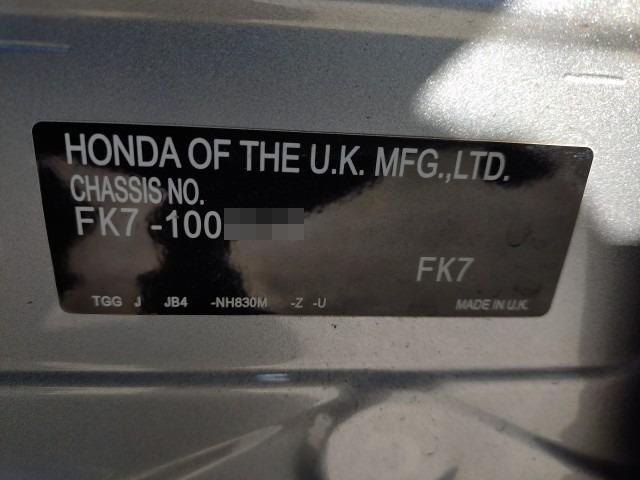 HONDA OF THE U.K. MFG.,LTD.
CHASSIS NO.
FK7 -100
FK7
TGG J JB4 -NH830M -Z -U
MADE IN U.K.